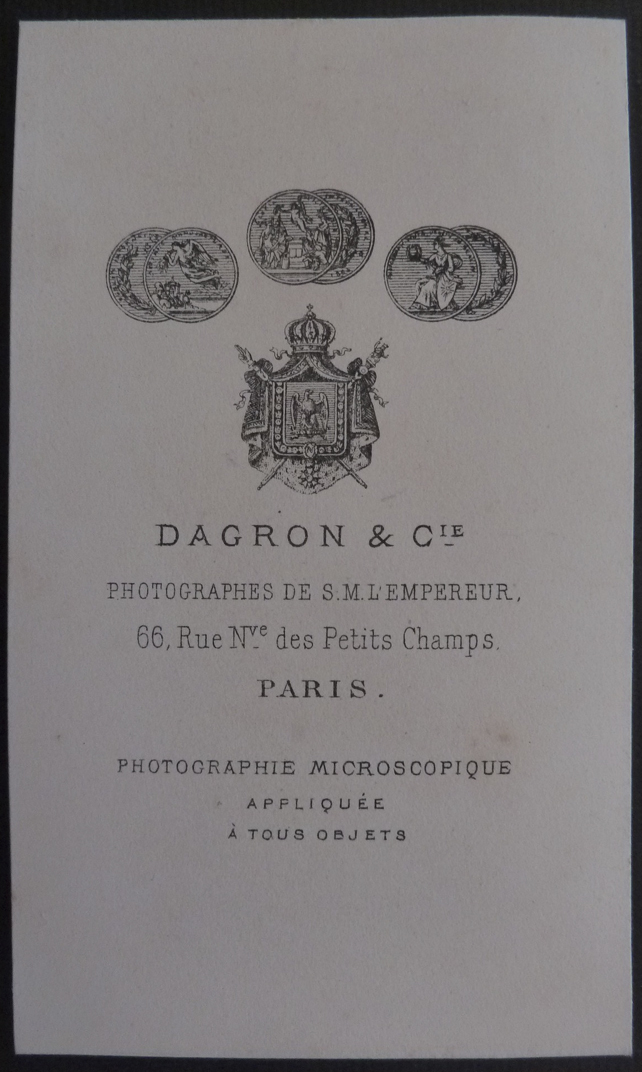 DAGRON & CIE
PHOTOGRAPHES DE S.M.L'EMPEREUR,
66, Rue Nve des Petits Champs.
PARIS.
PHOTOGRAPHIE MICROSCOPIQUE
APPLIQUÉE
À TOUS OBJETS